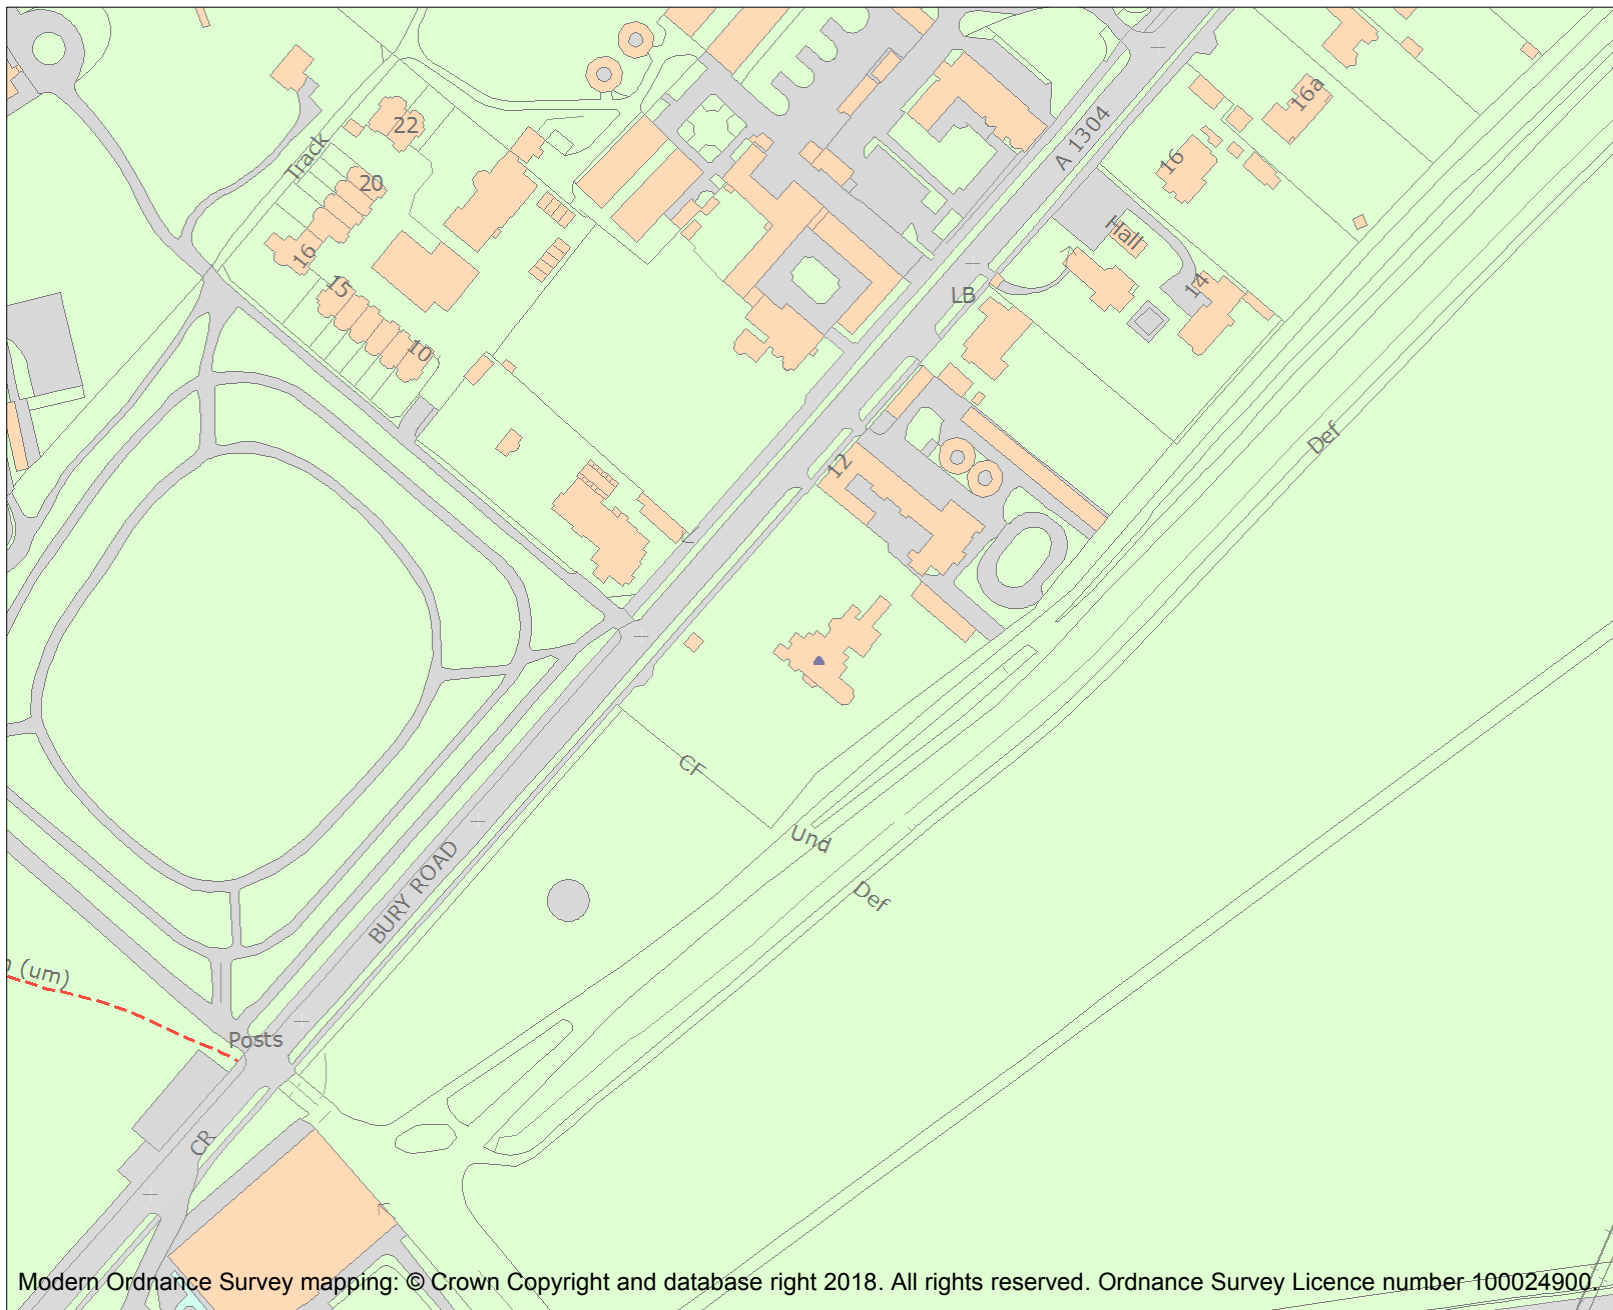 22
Track
20
16
15
10
A 1304
16a
16
Hall
14
LB
12
Def
CF
Und
Def
BURY ROAD
(um)
Posts
CR
Modern Ordnance Survey mapping: © Crown Copyright and database right 2018. All rights reserved. Ordnance Survey Licence number 100024900.